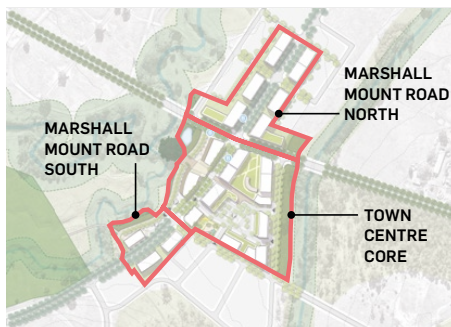 MARSHALL
MOUNT ROAD
NORTH
MARSHALL
MOUNT ROAD
SOUTH
TOWN
CENTRE
CORE